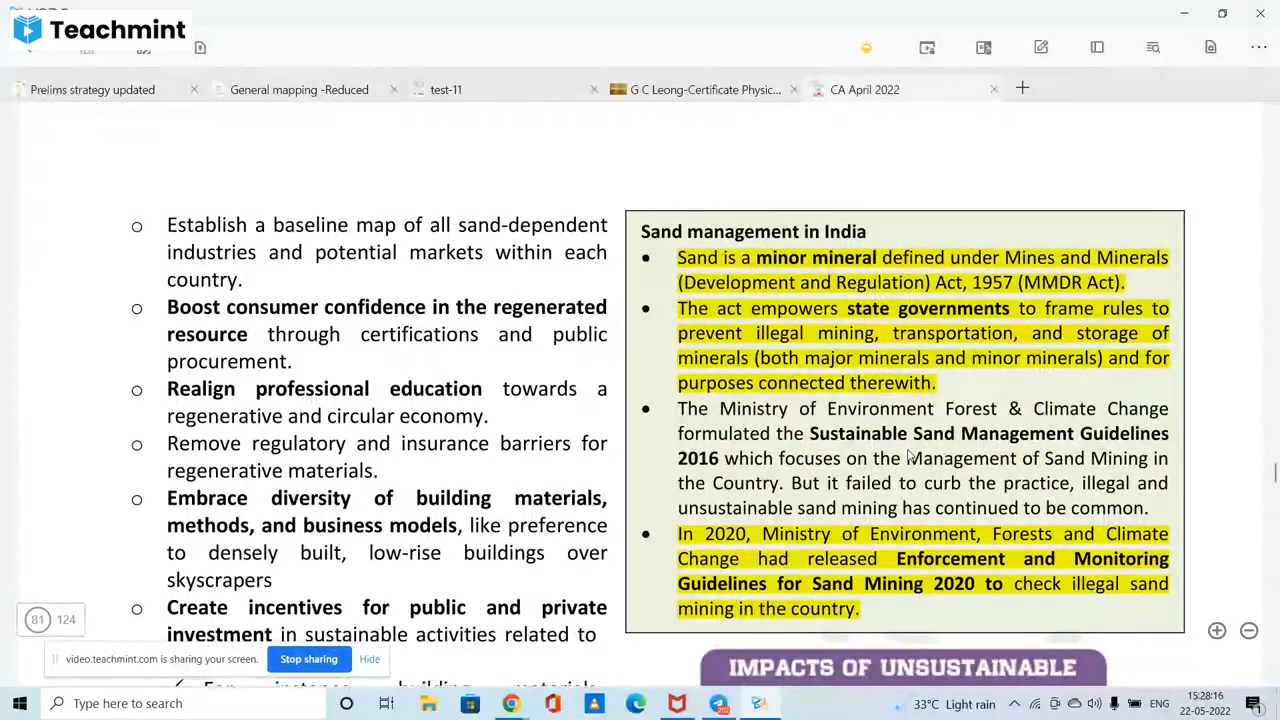 Teachmint
Prelims strategy updated
General mapping -Reduced
test-11
G C Leong-Certificate Physic...
CA April 2022
Establish a baseline map of all sand-dependent
industries and potential markets within each
country.
Boost consumer confidence in the regenerated
resource through certifications and public
procurement.
Realign professional education towards a
regenerative and circular economy.
Remove regulatory and insurance barriers for
regenerative materials.
Embrace diversity of building materials,
methods, and business models, like preference
to densely built, low-rise buildings over
skyscrapers
Create incentives for public and private
investment in sustainable activities related to
Sand management in India
Sand is a minor mineral defined under Mines and Minerals
(Development and Regulation) Act, 1957 (MMDR Act).
The act empowers state governments to frame rules to
prevent illegal mining, transportation, and storage of
minerals (both major minerals and minor minerals) and for
purposes connected therewith.
The Ministry of Environment Forest & Climate Change
formulated the Sustainable Sand Management Guidelines
2016 which focuses on the Management of Sand Mining in
the Country. But it failed to curb the practice, illegal and
unsustainable sand mining has continued to be common.
In 2020, Ministry of Environment, Forests and Climate
Change had released Enforcement and Monitoring
Guidelines for Sand Mining 2020 to check illegal sand
mining in the country.
IMPACTS OF UNSUSTAINABLE
81 124
video.teachmint.com is sharing your screen. Stop sharing Hide
Type here to search
33°C Light rain
ENG
15:28:16
22-05-2022